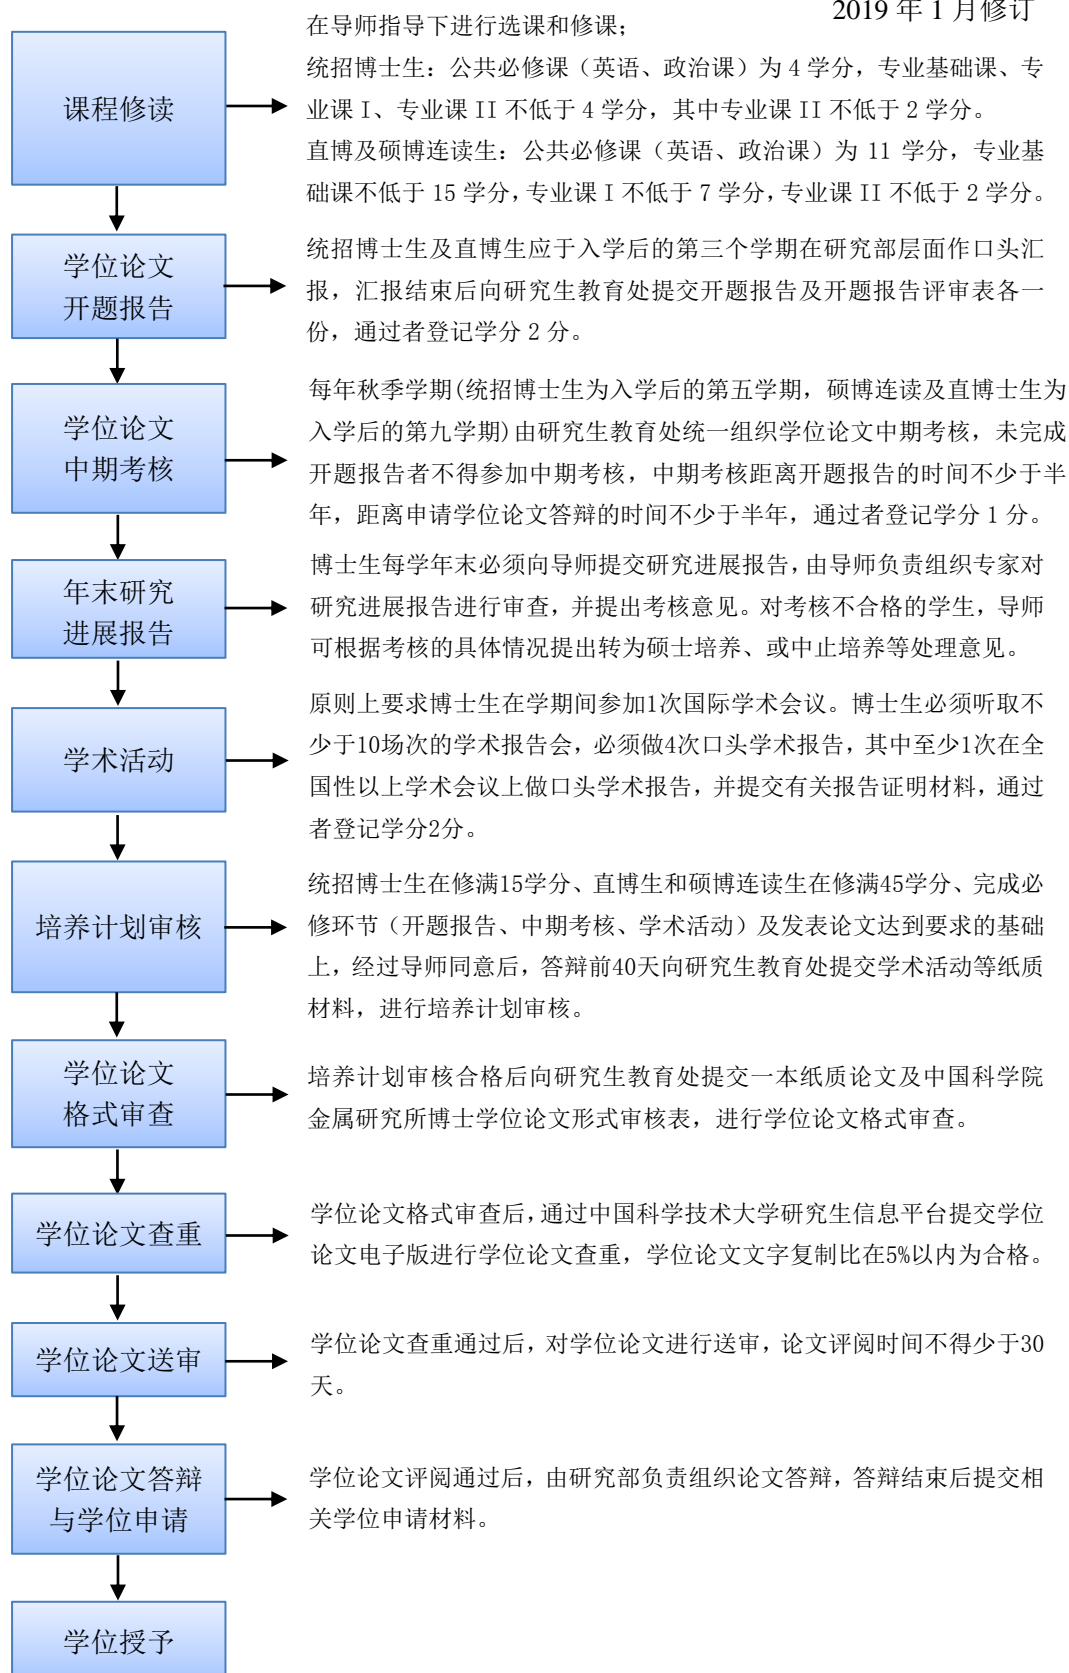 2019 年 1 月修订
课程修读
在导师指导下进行选课和修课；
统招博士生：公共必修课（英语、政治课）为 4 学分，专业基础课、专
业课 I、专业课 II 不低于 4 学分，其中专业课 II 不低于 2 学分。
直博及硕博连读生：公共必修课（英语、政治课）为 11 学分，专业基
础课不低于 15 学分，专业课 I 不低于 7 学分，专业课 II 不低于 2 学分。
学位论文
开题报告
统招博士生及直博生应于入学后的第三个学期在研究部层面作口头汇
报，汇报结束后向研究生教育处提交开题报告及开题报告评审表各一
份，通过者登记学分 2 分。
学位论文
中期考核
每年秋季学期(统招博士生为入学后的第五学期，硕博连读及直博士生为
入学后的第九学期)由研究生教育处统一组织学位论文中期考核，未完成
开题报告者不得参加中期考核，中期考核距离开题报告的时间不少于半
年，距离申请学位论文答辩的时间不少于半年，通过者登记学分 1 分。
年末研究
进展报告
博士生每学年末必须向导师提交研究进展报告，由导师负责组织专家对
研究进展报告进行审查，并提出考核意见。对考核不合格的学生，导师
可根据考核的具体情况提出转为硕士培养、或中止培养等处理意见。
学术活动
原则上要求博士生在学期间参加1次国际学术会议。博士生必须听取不
少于10场次的学术报告会，必须做4次口头学术报告，其中至少1次在全
国性以上学术会议上做口头学术报告，并提交有关报告证明材料，通过
者登记学分2分。
培养计划审核
统招博士生在修满15学分、直博生和硕博连读生在修满45学分、完成必
修环节（开题报告、中期考核、学术活动）及发表论文达到要求的基础
上，经过导师同意后，答辩前40天向研究生教育处提交学术活动等纸质
材料，进行培养计划审核。
学位论文
格式审查
培养计划审核合格后向研究生教育处提交一本纸质论文及中国科学院
金属研究所博士学位论文形式审核表，进行学位论文格式审查。
学位论文查重
学位论文格式审查后，通过中国科学技术大学研究生信息平台提交学位
论文电子版进行学位论文查重，学位论文文字复制比在5%以内为合格。
学位论文送审
学位论文查重通过后，对学位论文进行送审，论文评阅时间不得少于30
天。
学位论文答辩
与学位申请
学位论文评阅通过后，由研究部负责组织论文答辩，答辩结束后提交相
关学位申请材料。
学位授予